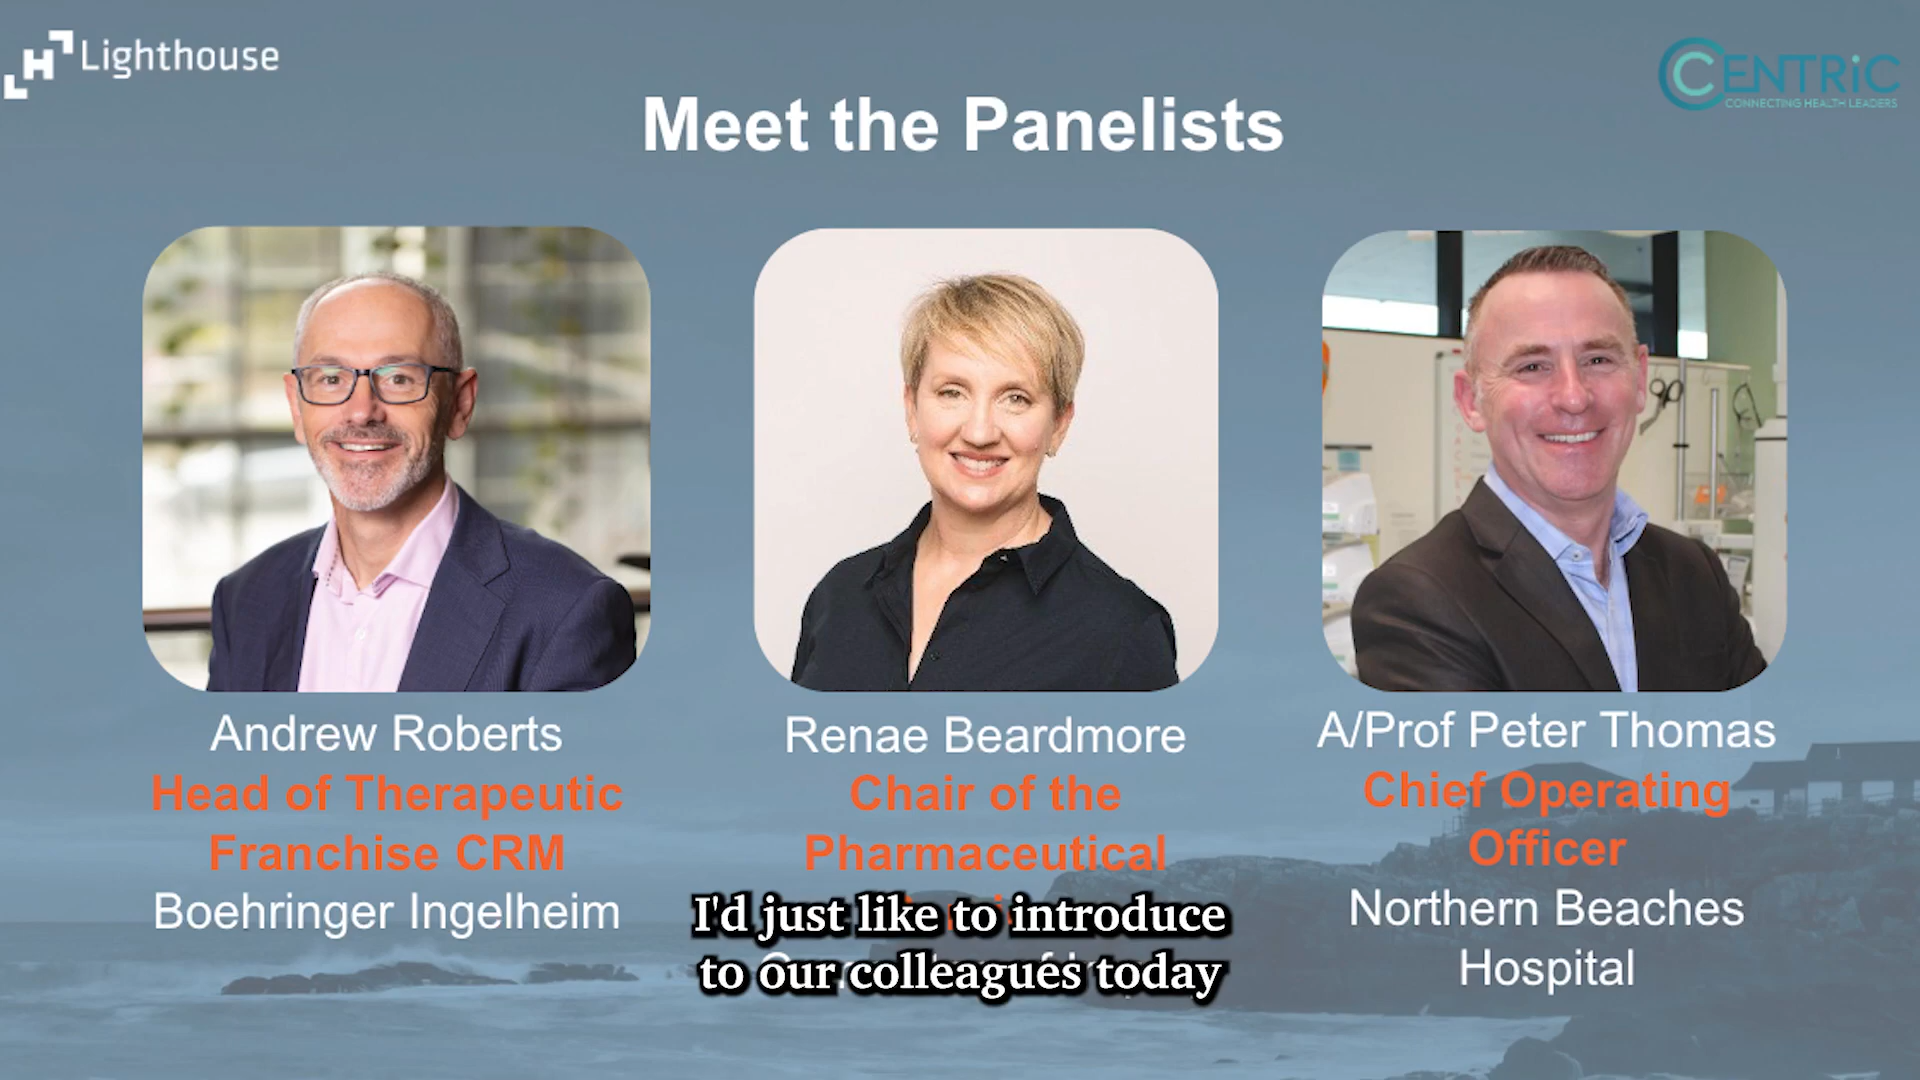 Lighthouse
CENTRiC
CONNECTING HEALTH LEADERS
Meet the Panelists
Andrew Roberts
Head of Therapeutic
Franchise CRM
Boehringer Ingelheim
Renae Beardmore
Chair of the
Pharmaceutical
A/Prof Peter Thomas
Chief Operating
Officer
Northern Beaches
Hospital
I'd just like to introduce
to our colleagues today